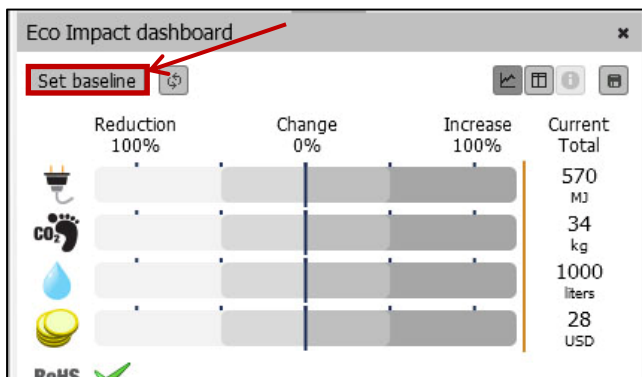 Eco Impact dashboard
Set baseline
Reduction Change Increase Current
100% 0% 100% Total
570
MJ
CO2 34
kg
1000
liters
28
USD
RoHS